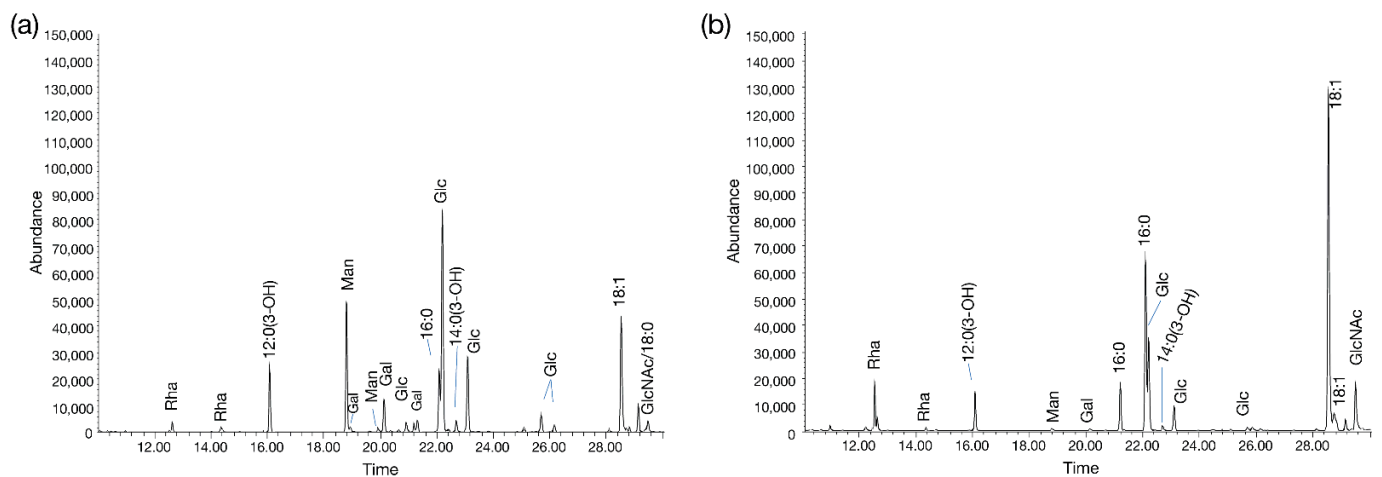 (a)
150,000
140,000
130,000
120,000
110,000
100,000
90,000
80,000
70,000
60,000
50,000
40,000
30,000
20,000
10,000
0
Abundance
Rha
Rha
12:0(3-OH)
Man
Gal
Man
Gal
Glc
Gal
16:0
Glc
14:0(3-OH)
Glc
Glc
18:1
GlcNAc/18:0
12.00 14.00 16.00 18.00 20.00 22.00 24.00 26.00 28.00
Time
(b)
150,000
140,000
130,000
120,000
110,000
100,000
90,000
80,000
70,000
60,000
50,000
40,000
30,000
20,000
10,000
0
Abundance
Rha
Rha
12:0(3-OH)
Man
Gal
16:0
16:0
Glc
14:0(3-OH)
Glc
Glc
18:1
18:1
GlcNAc
12.00 14.00 16.00 18.00 20.00 22.00 24.00 26.00 28.00
Time